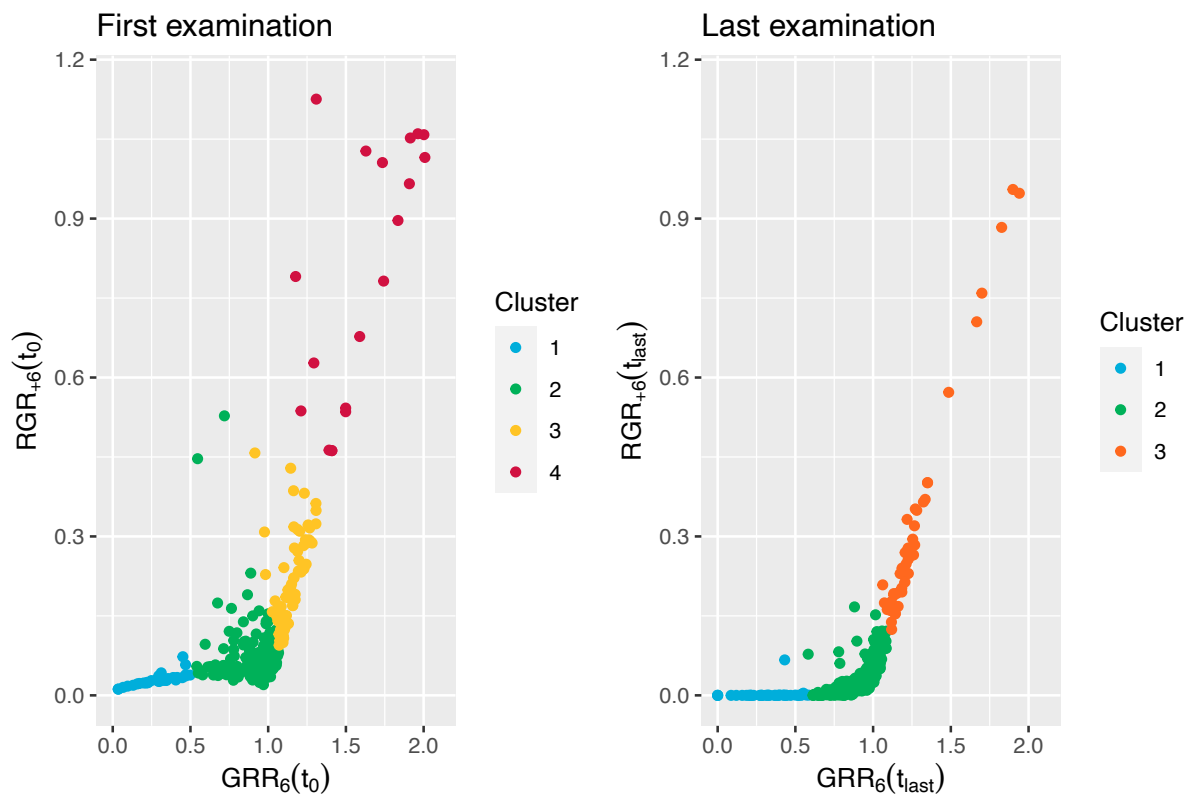 First examination
1.2
0.9
0.6
0.3
0.0
RGR+6(t0)
0.0 0.5 1.0 1.5 2.0
GRR6(t0)
Cluster
1
2
3
4
Last examination
1.2
0.9
0.6
0.3
0.0
RGR+6(tlast)
0.0 0.5 1.0 1.5 2.0
GRR6(tlast)
Cluster
1
2
3